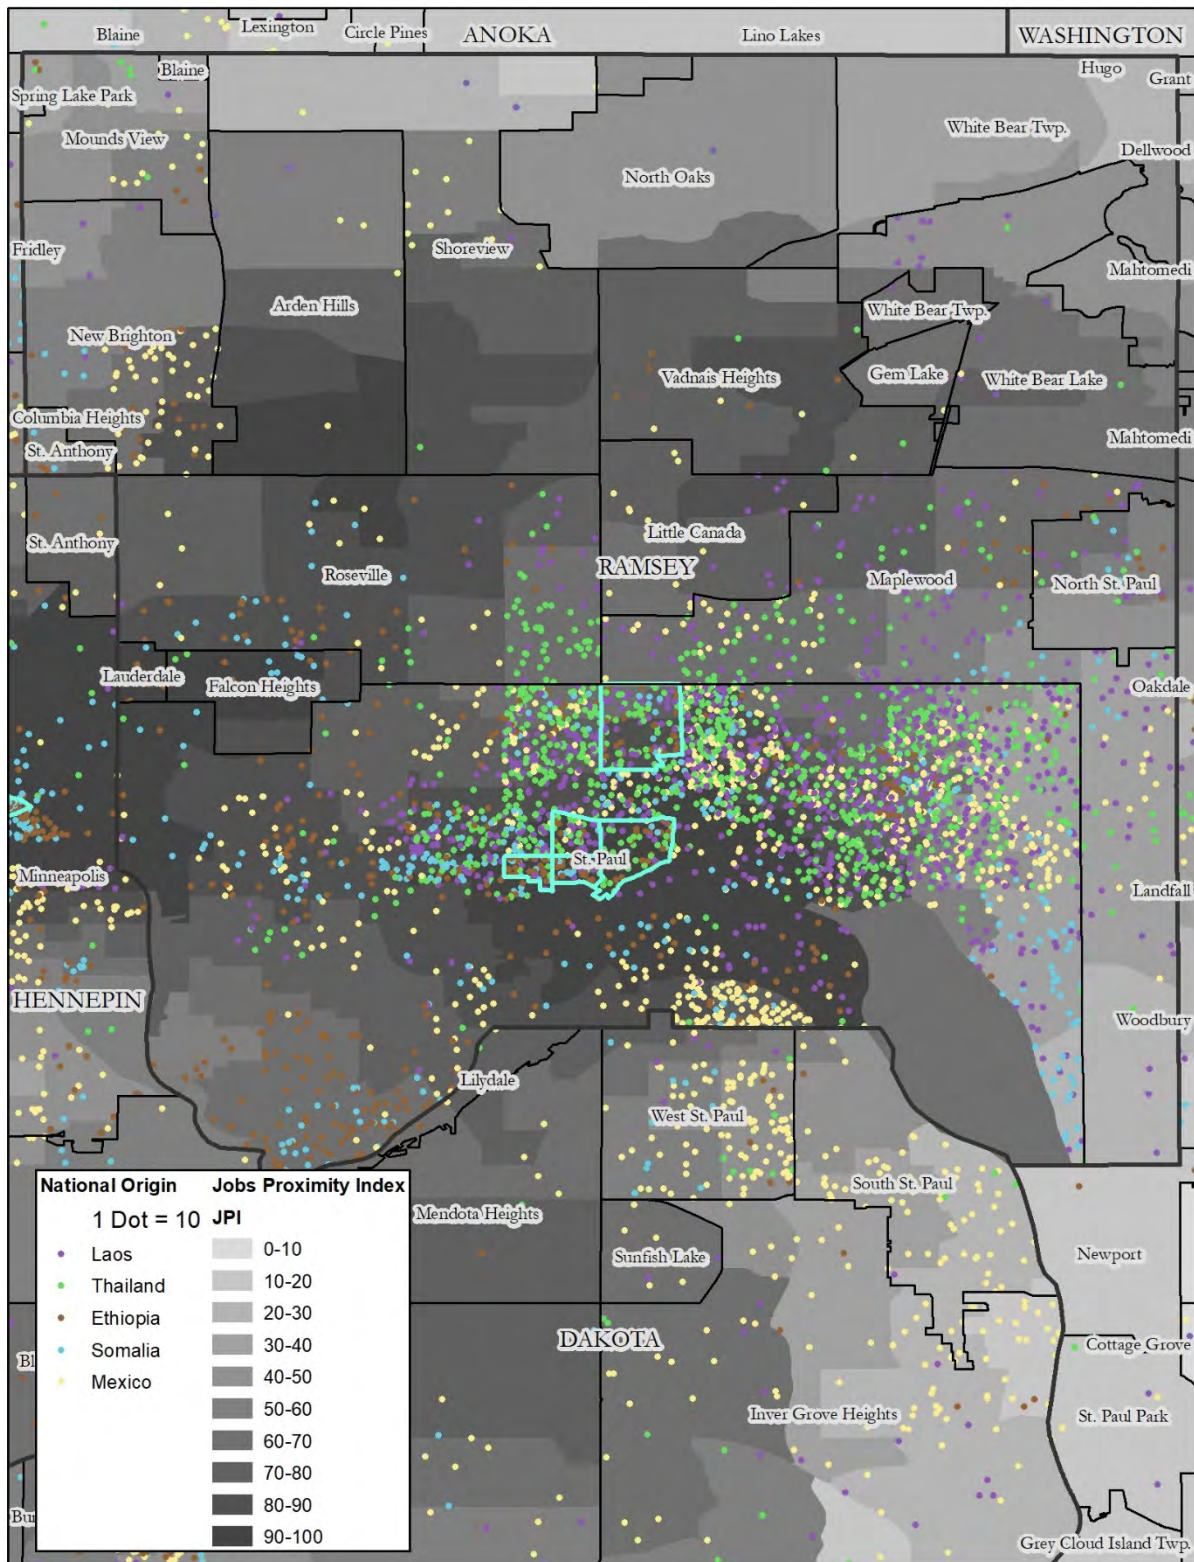 Blaine
Lexington
Circle Pines
ANOKA
Lino Lakes
WASHINGTON
Blaine
Hugo
Grant
Spring Lake Park
Mounds View
White Bear Twp.
Dellwood
North Oaks
Fridley
Shoreview
Mahtomedi
Arden Hills
White Bear Twp.
New Brighton
Vadnais Heights
Gem Lake
White Bear Lake
Columbia Heights
Mahtomedi
St. Anthony
St. Anthony
Little Canada
Roseville
RAMSEY
Maplewood
North St. Paul
Lauderdale
Falcon Heights
Oakdale
St. Paul
Minneapolis
Landfall
HENNEPIN
Woodbury
Lilydale
West St. Paul
South St. Paul
Mendota Heights
Sunfish Lake
Newport
DAKOTA
Cottage Grove
Inver Grove Heights
St. Paul Park
Grey Cloud Island Twp.
Bl
Bur
National Origin
1 Dot = 10
Laos
Thailand
Ethiopia
Somalia
Mexico
Jobs Proximity Index
JPI
0-10
10-20
20-30
30-40
40-50
50-60
60-70
70-80
80-90
90-100